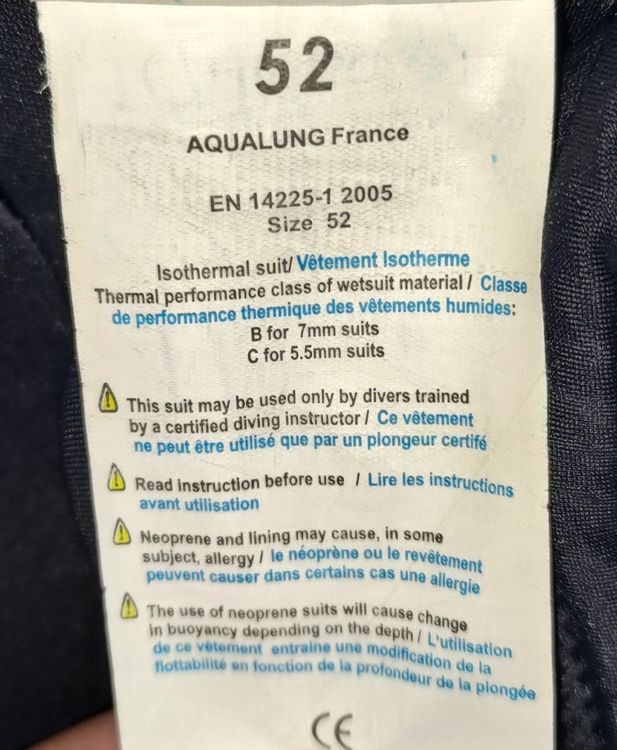 52
AQUALUNG France
EN 14225-1 2005
Size 52
Isothermal suit/ Vêtement Isotherme
Thermal performance class of wetsuit material / Classe
de performance thermique des vêtements humides:
B for 7mm suits
C for 5.5mm suits
This suit may be used only by divers trained
by a certified diving instructor / Ce vêtement
ne peut être utilisé que par un plongeur certifé
Read instruction before use / Lire les instructions
avant utilisation
Neoprene and lining may cause, in some
subject, allergy / le néoprène ou le revêtement
peuvent causer dans certains cas une allergie
The use of neoprene suits will cause change
in buoyancy depending on the depth / L'utilisation
de ce vêtement entraine une modification de la
flottabilité en fonction de la profondeur de la plongée
CE